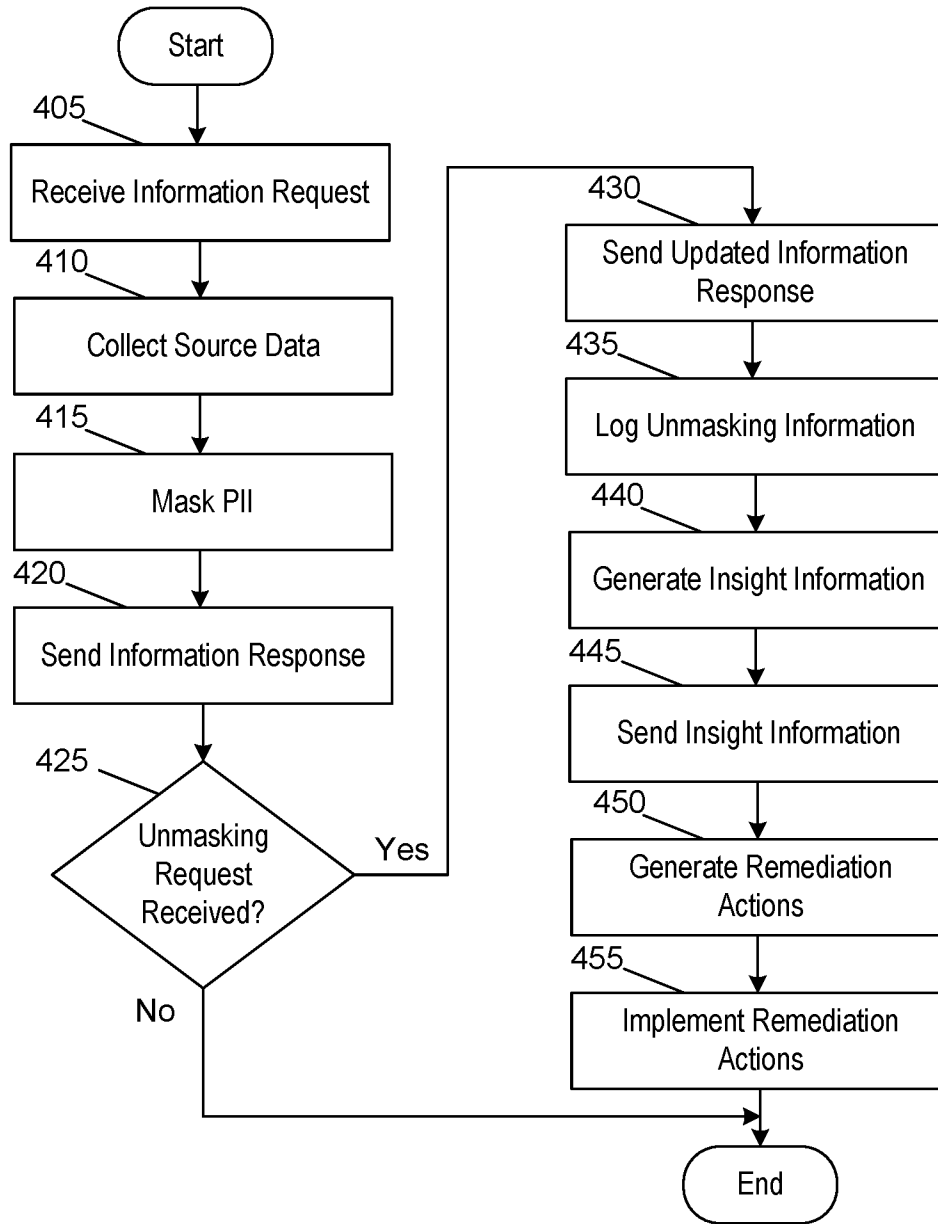 Start
405
Receive Information Request
410
Collect Source Data
415
Mask PII
420
Send Information Response
425
Unmasking
Request
Received?
Yes
No
430
Send Updated Information
Response
435
Log Unmasking Information
440
Generate Insight Information
445
Send Insight Information
450
Generate Remediation
Actions
455
Implement Remediation
Actions
End